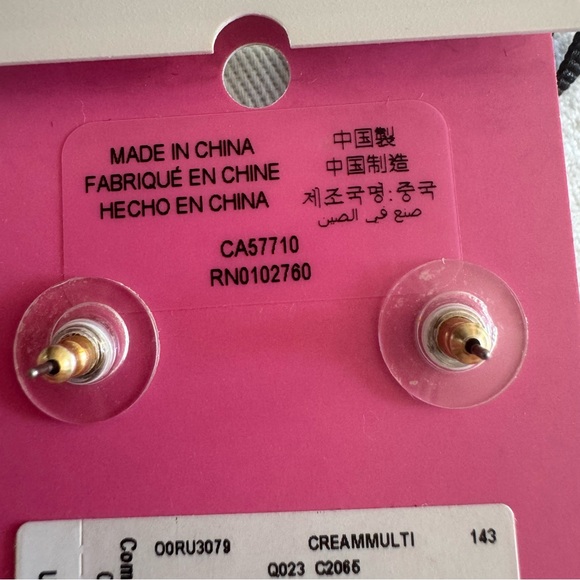 MADE IN CHINA
FABRIQUÉ EN CHINE
HECHO EN CHINA
中国製
中国制造
제조국명:중국
صنع في الصين
CA57710
RN0102760
O0RU3079 CREAMMULTI 143
Q023 C2065
Com